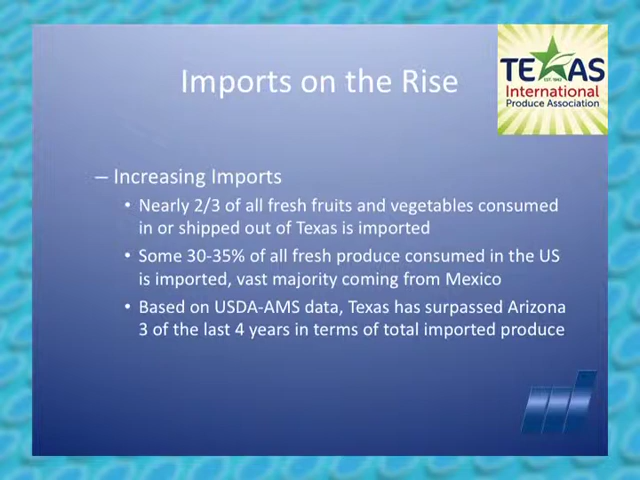 Imports on the Rise
TEXAS
EST. 1942
International
Produce Association
– Increasing Imports
• Nearly 2/3 of all fresh fruits and vegetables consumed
in or shipped out of Texas is imported
• Some 30-35% of all fresh produce consumed in the US
is imported, vast majority coming from Mexico
• Based on USDA-AMS data, Texas has surpassed Arizona
3 of the last 4 years in terms of total imported produce